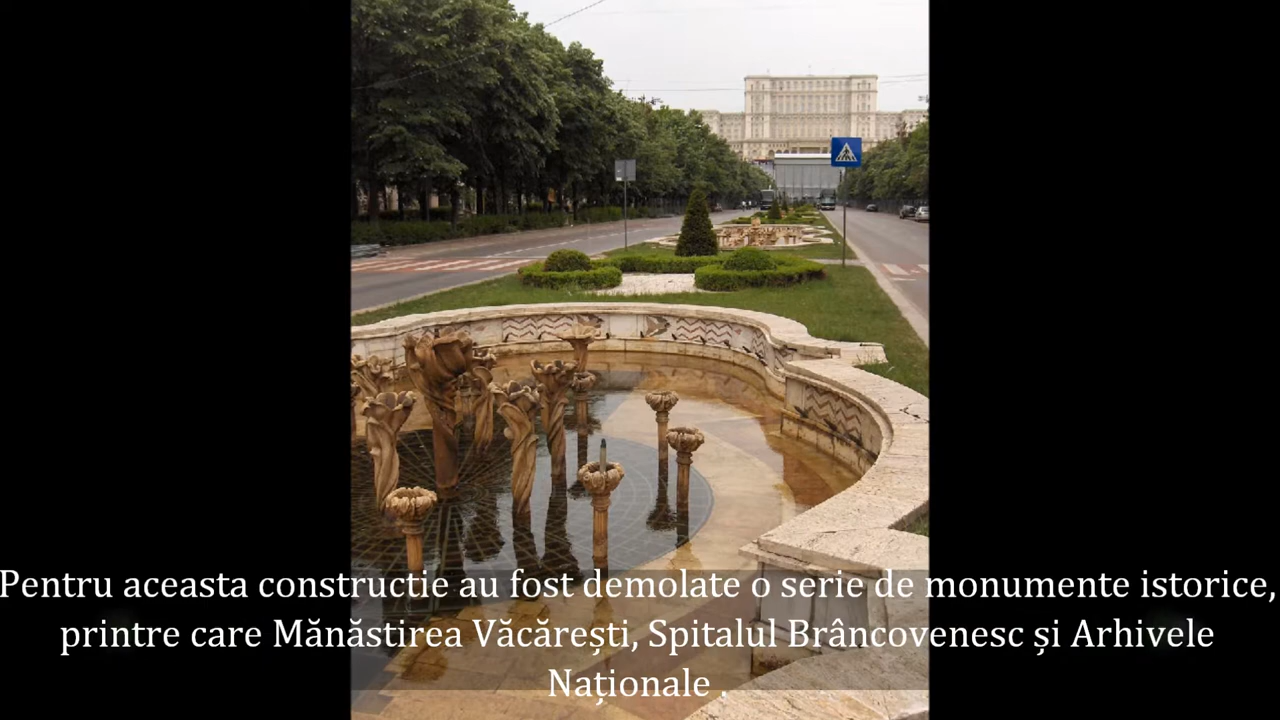 Pentru aceasta constructie au fost demolate o serie de monumente istorice,
printre care Mănăstirea Văcărești, Spitalul Brâncovenesc și Arhivele
Naționale .